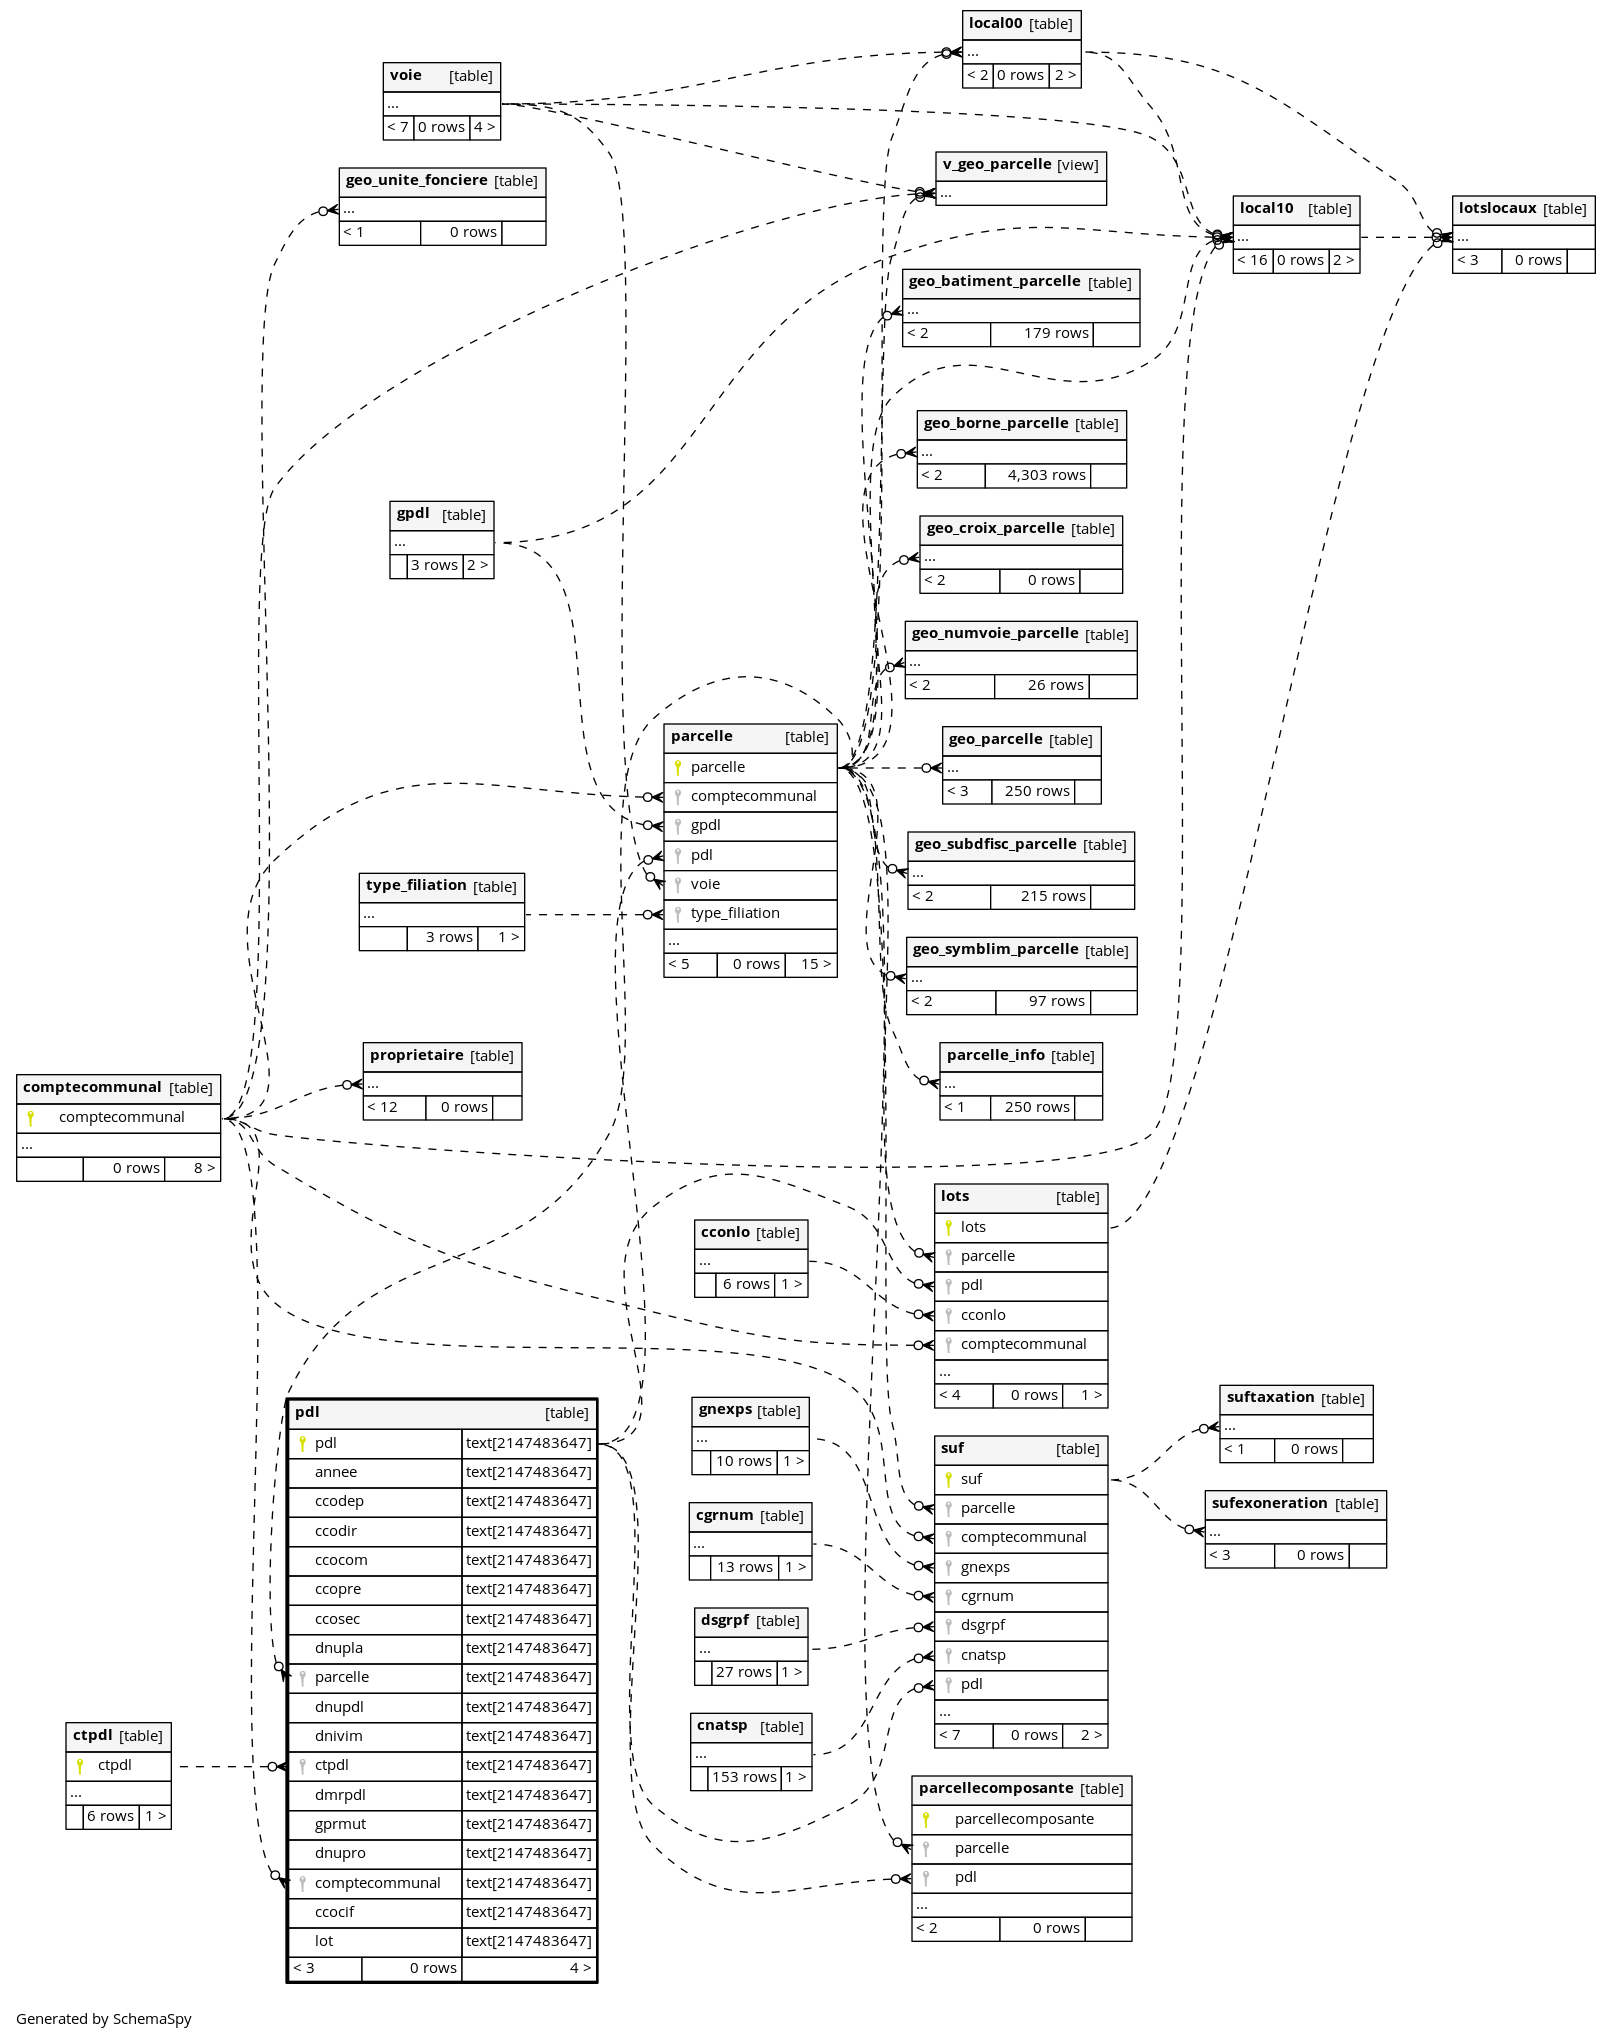 local00 [table]
...
< 2 0 rows 2 >
voie [table]
...
< 7 0 rows 4 >
v_geo_parcelle [view]
...
geo_unite_fonciere [table]
...
< 1 0 rows
local10 [table]
...
< 16 0 rows 2 >
lotslocaux [table]
...
< 3 0 rows
geo_batiment_parcelle [table]
...
< 2 179 rows
geo_borne_parcelle [table]
...
< 2 4,303 rows
gpdl [table]
...
3 rows 2 >
geo_croix_parcelle [table]
...
< 2 0 rows
geo_numvoie_parcelle [table]
...
< 2 26 rows
parcelle [table]
parcelle
comptecommunal
gpdl
pdl
voie
type_filiation
...
< 5 0 rows 15 >
geo_parcelle [table]
...
< 3 250 rows
geo_subdfisc_parcelle [table]
...
< 2 215 rows
type_filiation [table]
...
3 rows 1 >
geo_symblim_parcelle [table]
...
< 2 97 rows
proprietaire [table]
...
< 12 0 rows
parcelle_info [table]
...
< 1 250 rows
comptecommunal [table]
comptecommunal
...
0 rows 8 >
lots [table]
lots
parcelle
pdl
cconlo
comptecommunal
...
< 4 0 rows 1 >
cconlo [table]
...
6 rows 1 >
gnexps [table]
...
10 rows 1 >
suftaxation [table]
...
< 1 0 rows
suf [table]
suf
parcelle
comptecommunal
gnexps
cgrnum
dsgrpf
cnatsp
pdl
...
< 7 0 rows 2 >
sufexoneration [table]
...
< 3 0 rows
cgrnum [table]
...
13 rows 1 >
dsgrpf [table]
...
27 rows 1 >
cnatsp [table]
...
153 rows 1 >
pdl [table]
pdl text[2147483647]
annee text[2147483647]
ccodep text[2147483647]
ccodir text[2147483647]
ccocom text[2147483647]
ccopre text[2147483647]
ccosec text[2147483647]
dnupla text[2147483647]
parcelle text[2147483647]
dnupdl text[2147483647]
dnivim text[2147483647]
ctpdl text[2147483647]
dmrpdl text[2147483647]
gprmut text[2147483647]
dnupro text[2147483647]
comptecommunal text[2147483647]
ccocif text[2147483647]
lot text[2147483647]
< 3 0 rows 4 >
ctpdl [table]
ctpdl
...
6 rows 1 >
parcellecomposante [table]
parcellecomposante
parcelle
pdl
...
< 2 0 rows
Generated by SchemaSpy